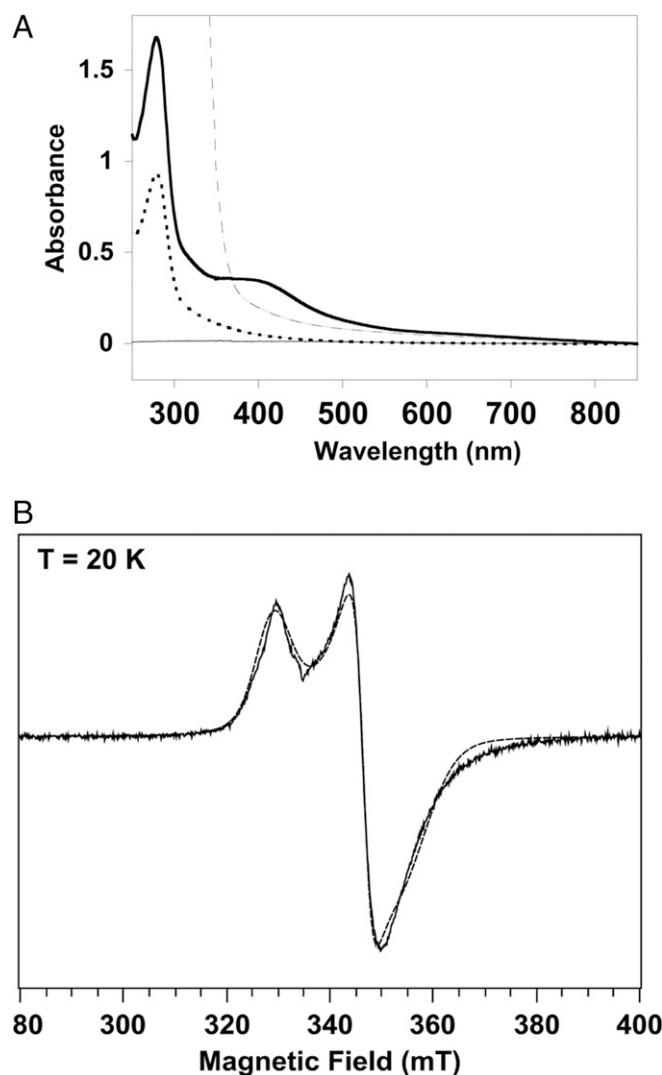 A
1.5
1
0.5
0
Absorbance
300 400 500 600 700 800
Wavelength (nm)
B
T = 20 K
80 300 320 340 360 380 400
Magnetic Field (mT)